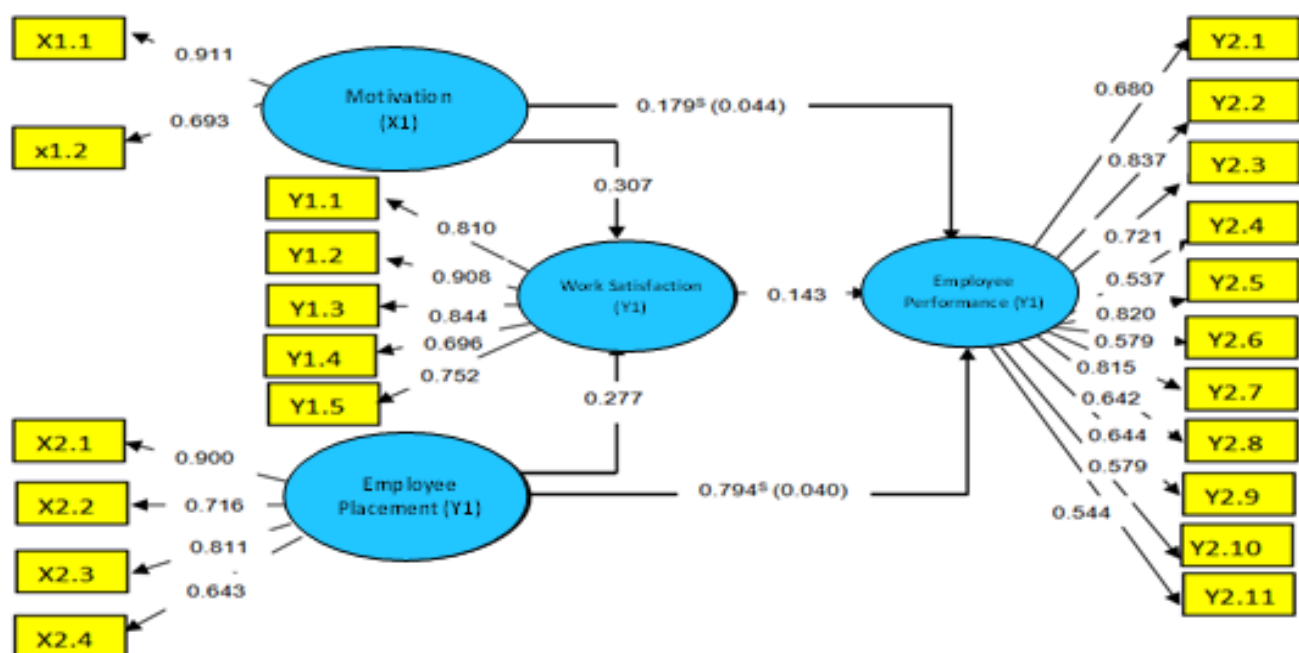 X1.1
0.911
Motivation
(X1)
0.693
x1.2
0.179ˢ (0.044)
0.307
Y1.1
0.810
Y1.2
0.908
Y1.3
0.844
Y1.4
0.696
Y1.5
0.752
Work Satisfaction
(Y1)
0.143
Employee
Performance (Y1)
0.277
X2.1
0.900
X2.2
0.716
X2.3
0.811
X2.4
0.643
Employee
Placement (Y1)
0.794ˢ (0.040)
Y2.1
0.680
Y2.2
0.837
Y2.3
0.721
Y2.4
0.537
Y2.5
0.820
Y2.6
0.579
Y2.7
0.815
Y2.8
0.642
Y2.9
0.644
Y2.10
0.579
Y2.11
0.544